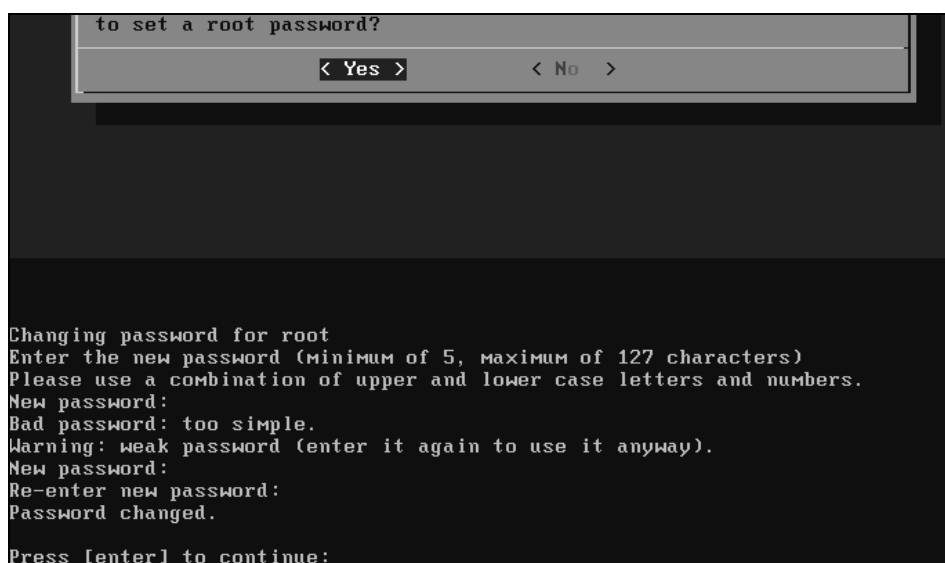 to set a root password?
< Yes > < No >
Changing password for root
Enter the new password (minimum of 5, maximum of 127 characters)
Please use a combination of upper and lower case letters and numbers.
New password:
Bad password: too simple.
Warning: weak password (enter it again to use it anyway).
New password:
Re-enter new password:
Password changed.
Press [enter] to continue: